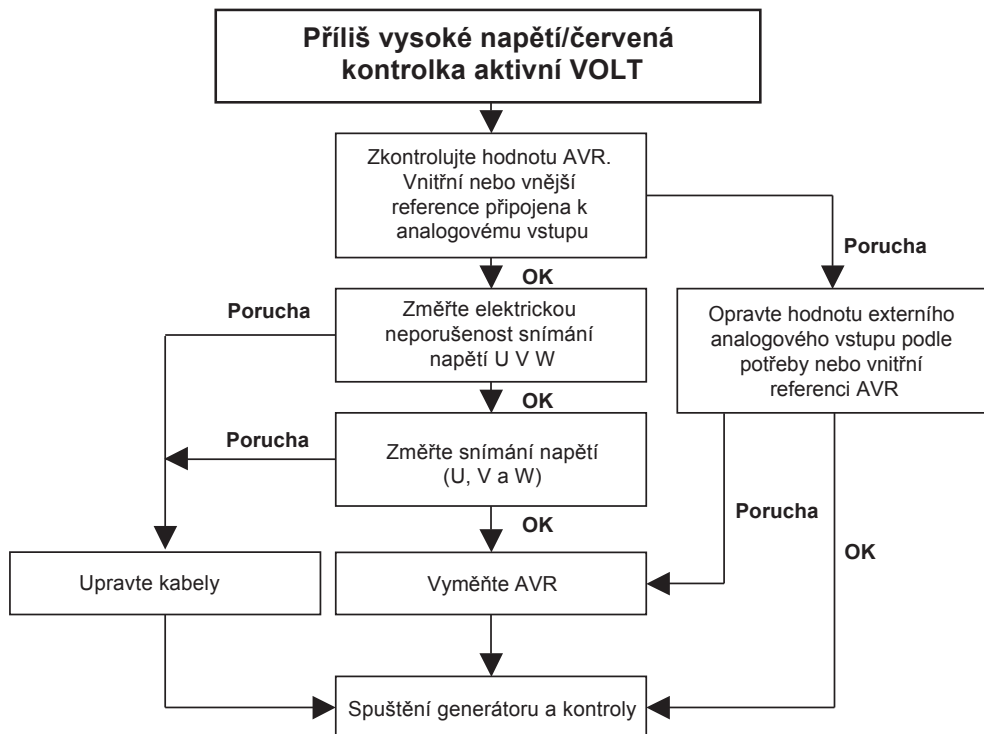 Příliš vysoké napětí/červená
kontrolka aktivní VOLT
Zkontrolujte hodnotu AVR.
Vnitřní nebo vnější
reference připojena k
analogovému vstupu
Porucha
OK
Porucha
Změřte elektrickou
neporušenost snímání
napětí U V W
Opravte hodnotu externího
analogového vstupu podle
potřeby nebo vnitřní
referenci AVR
OK
Porucha
Změřte snímání napětí
(U, V a W)
OK
Porucha
OK
Upravte kabely
Vyměňte AVR
Spuštění generátoru a kontroly